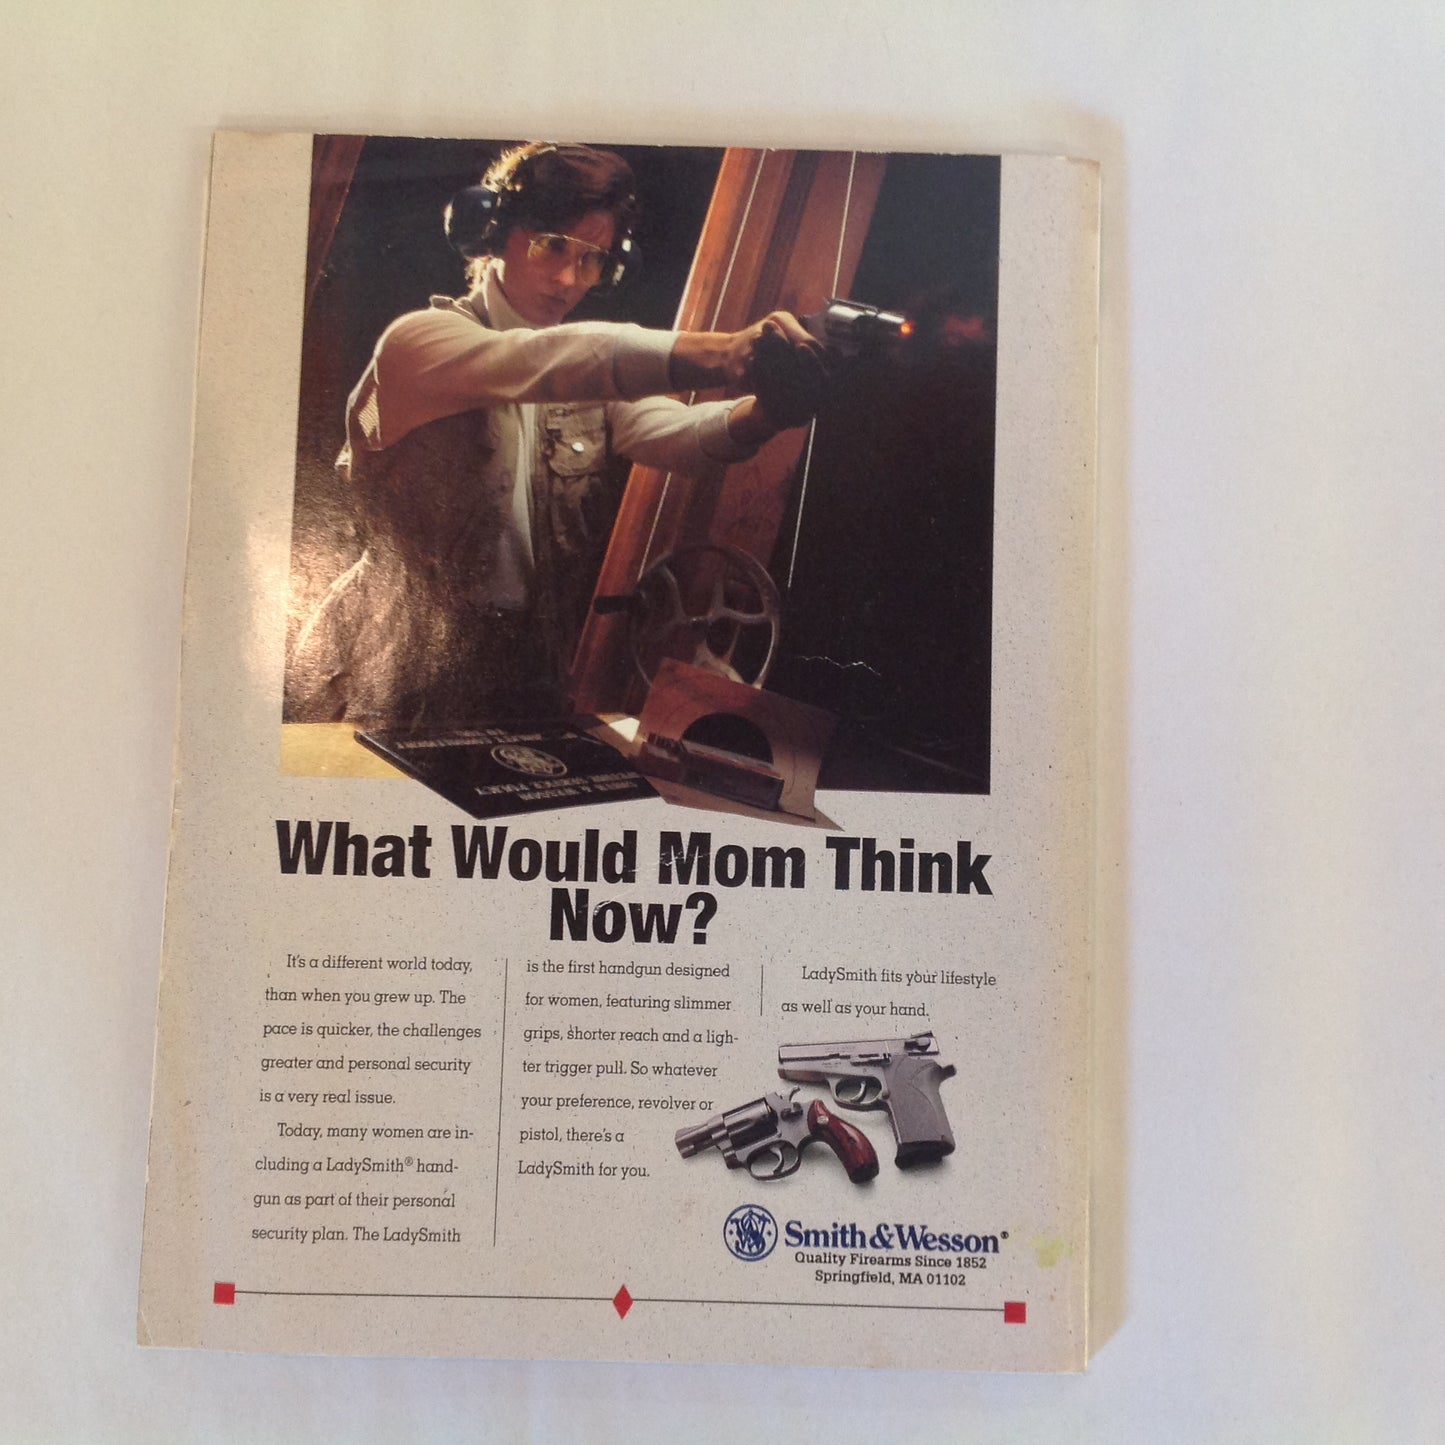 What Would Mom Think
Now?
It's a different world today,
than when you grew up. The
pace is quicker, the challenges
greater and personal security
is a very real issue.
Today, many women are in-
cluding a LadySmith® hand-
gun as part of their personal
security plan. The LadySmith
is the first handgun designed
for women, featuring slimmer
grips, shorter reach and a ligh-
ter trigger pull. So whatever
your preference, revolver or
pistol, there's a
LadySmith for you.
LadySmith fits your lifestyle
as well as your hand.
Smith & Wesson®
Quality Firearms Since 1852
Springfield, MA 01102